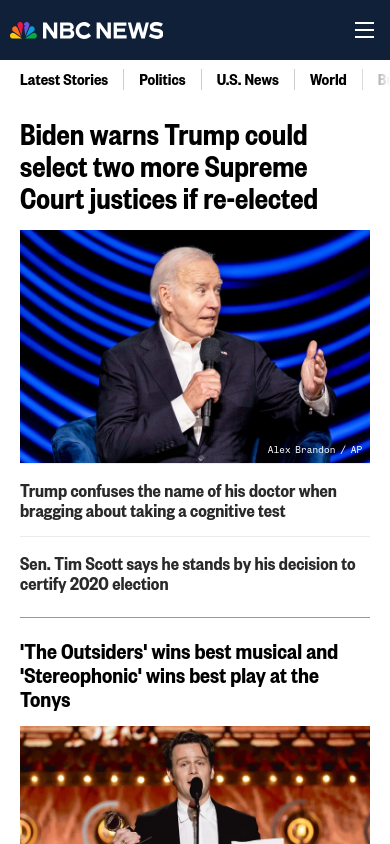 NBC NEWS
Latest Stories
Politics
U.S. News
World
Biden warns Trump could
select two more Supreme
Court justices if re-elected
Alex Brandon / AP
Trump confuses the name of his doctor when
bragging about taking a cognitive test
Sen. Tim Scott says he stands by his decision to
certify 2020 election
'The Outsiders' wins best musical and
'Stereophonic' wins best play at the
Tonys